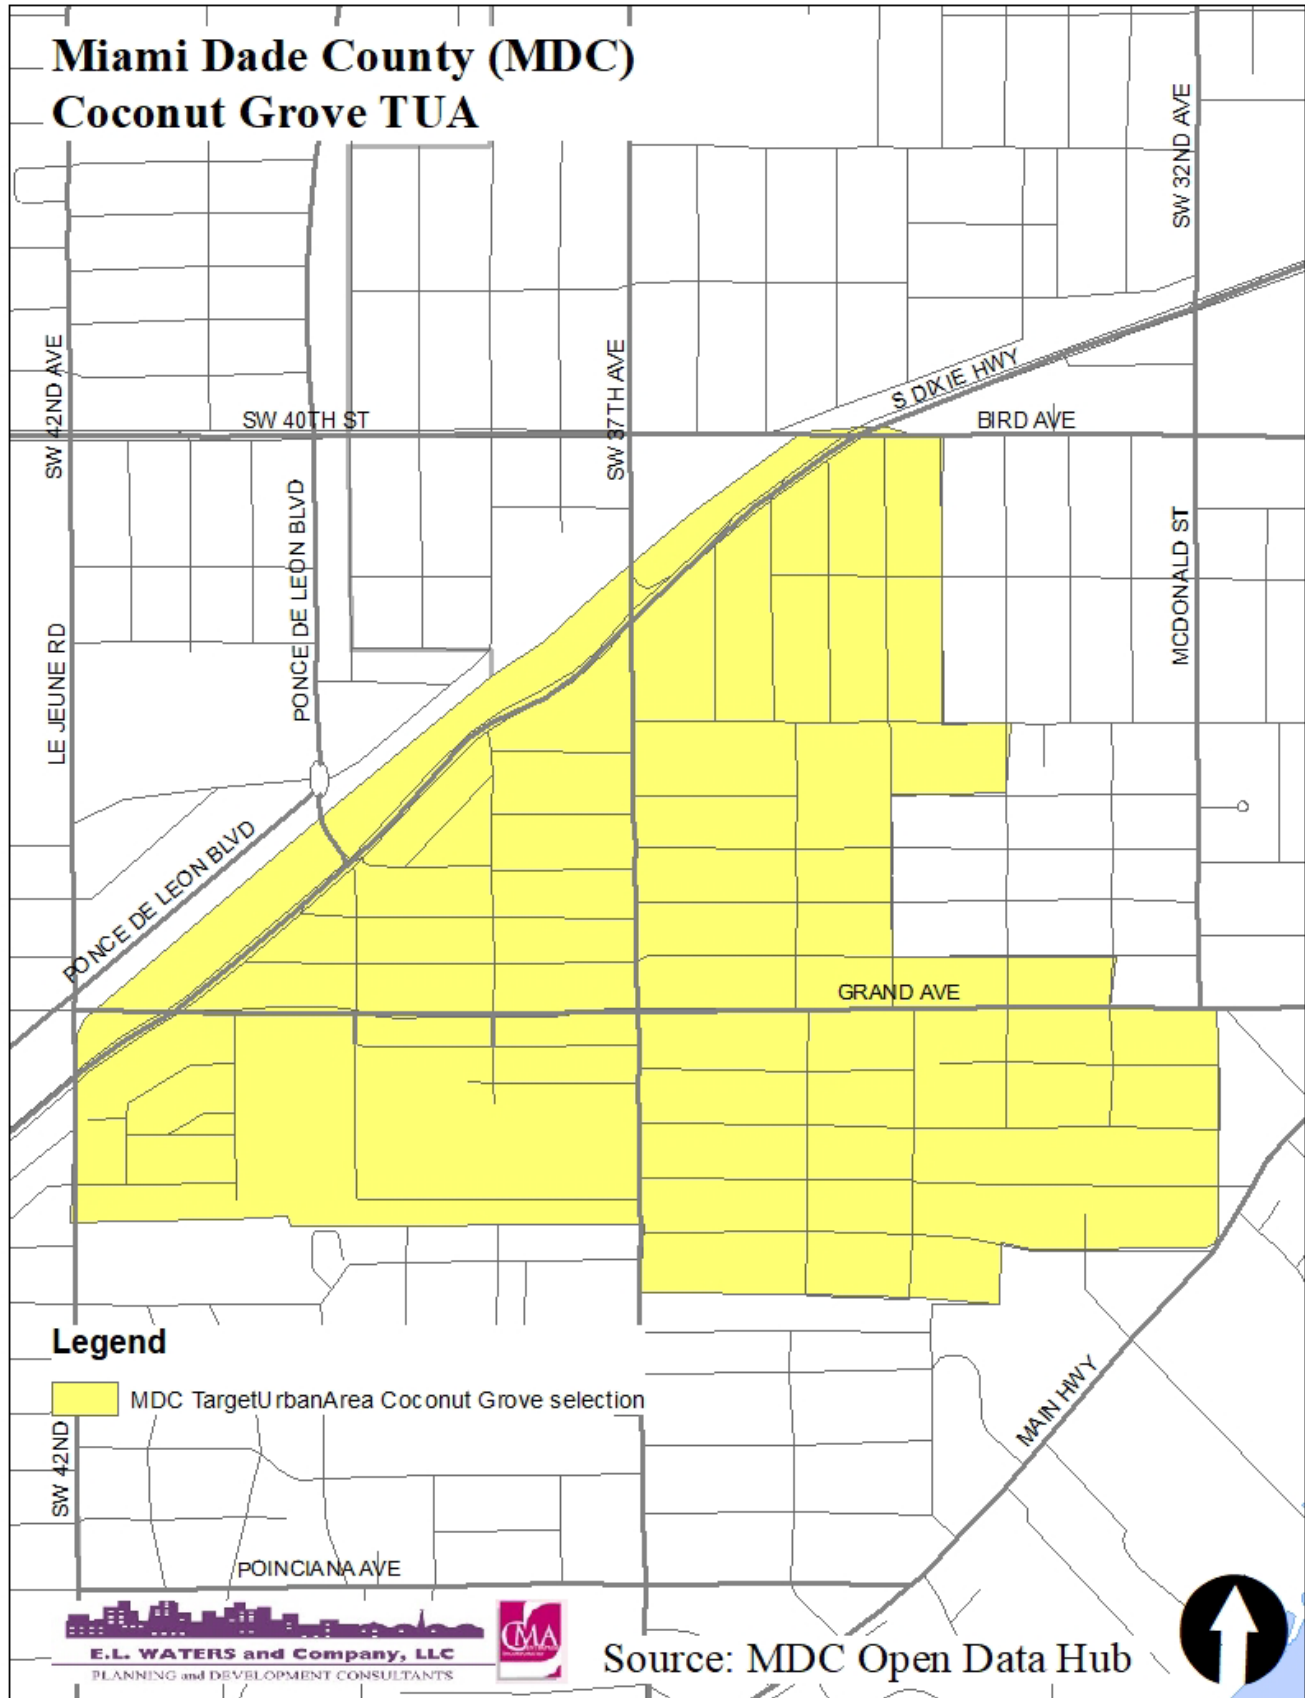 Miami Dade County (MDC)
Coconut Grove TUA
SW 32ND AVE
SW 42ND AVE
SW 37TH AVE
S DIXIE HWY
SW 40TH ST
BIRD AVE
PONCE DE LEON BLVD
MCDONALD ST
LE JEUNE RD
PONCE DE LEON BLVD
GRAND AVE
Legend
MDC TargetUrbanArea Coconut Grove selection
MAIN HWY
SW 42ND
POINCIANA AVE
E.L. WATERS and Company, LLC
PLANNING and DEVELOPMENT CONSULTANTS
CMA
Source: MDC Open Data Hub